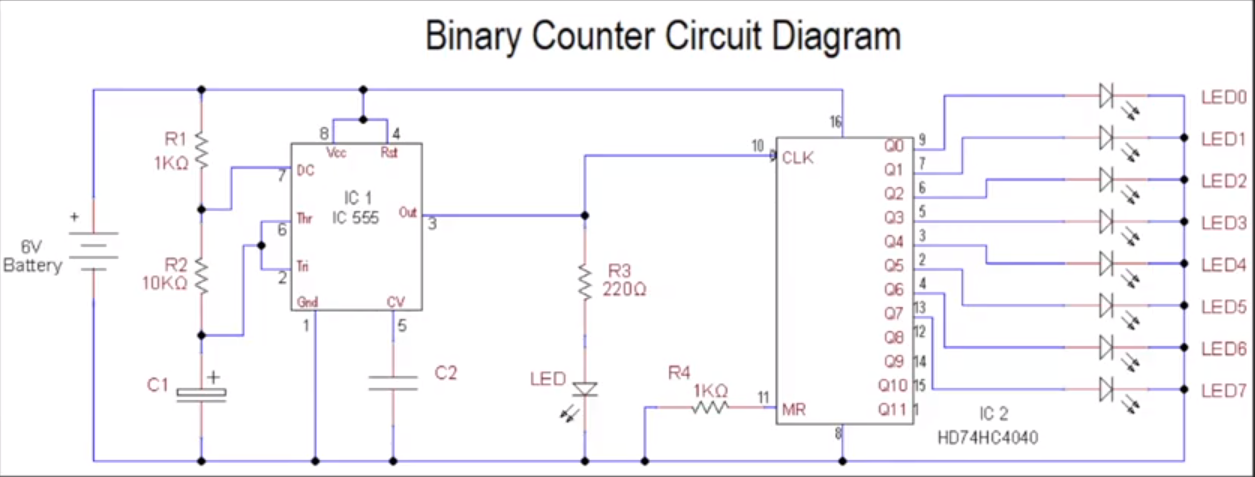 Binary Counter Circuit Diagram
R1
1KΩ
R2
10KΩ
+
6V
Battery
C1
+
8
4
Vcc
Rst
7
DC
IC 1
IC 555
6
Thr
Out
3
2
Tri
Gnd
CV
1
5
C2
R3
220Ω
LED
R4
1KΩ
16
10
CLK
11
MR
8
Q0
9
Q1
7
Q2
6
Q3
5
Q4
3
Q5
2
Q6
4
Q7
13
Q8
12
Q9
14
Q10
15
Q11
1
IC 2
HD74HC4040
LED0
LED1
LED2
LED3
LED4
LED5
LED6
LED7